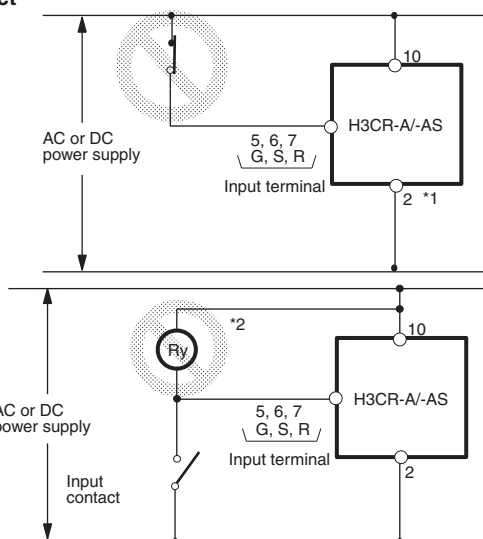 10
H3CR-A/-AS
AC or DC
power supply
5, 6, 7
G, S, R
Input terminal
2 *1
*2
10
Ry
H3CR-A/-AS
AC or DC
power supply
5, 6, 7
G, S, R
Input terminal
2
Input
contact